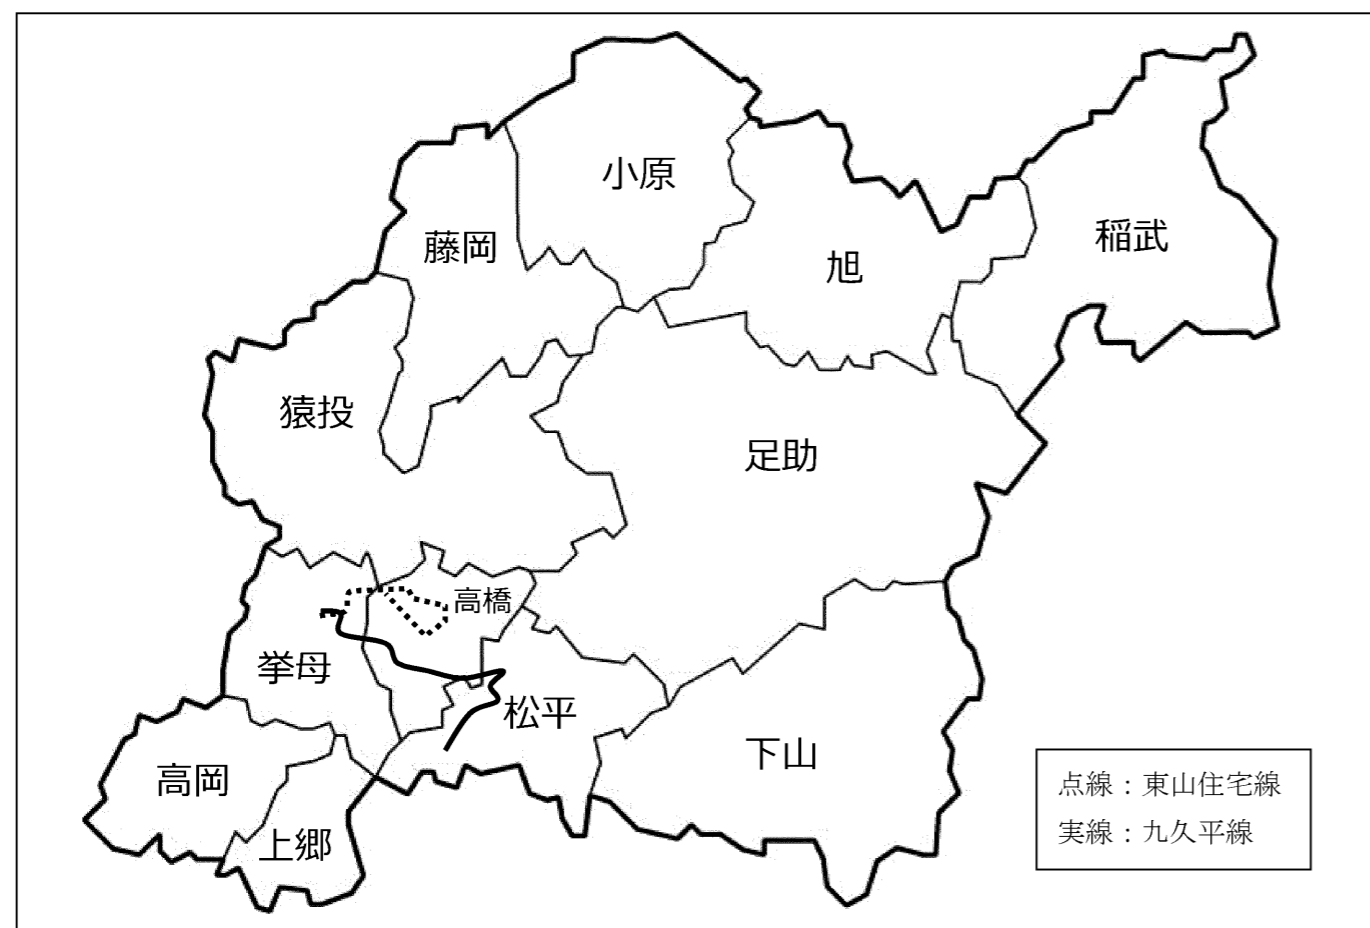 小原
藤岡
旭
稲武
猿投
足助
高橋
挙母
松平
高岡
下山
上郷
点線：東山住宅線
実線：九久平線